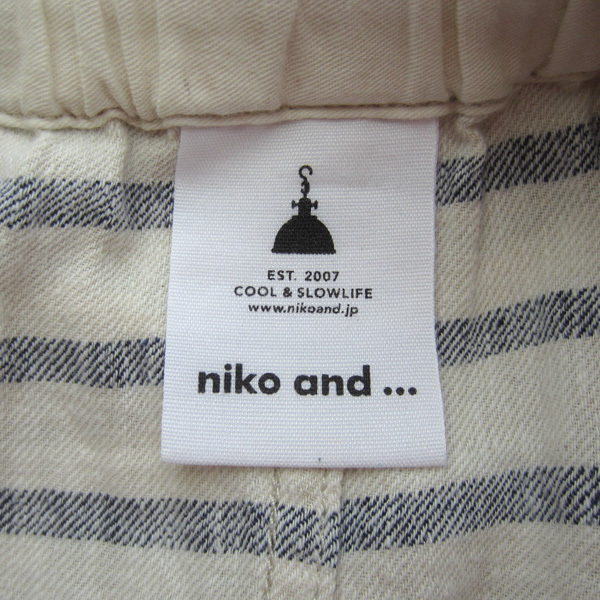 EST. 2007
COOL & SLOWLIFE
www.nikoand.jp
niko and ...